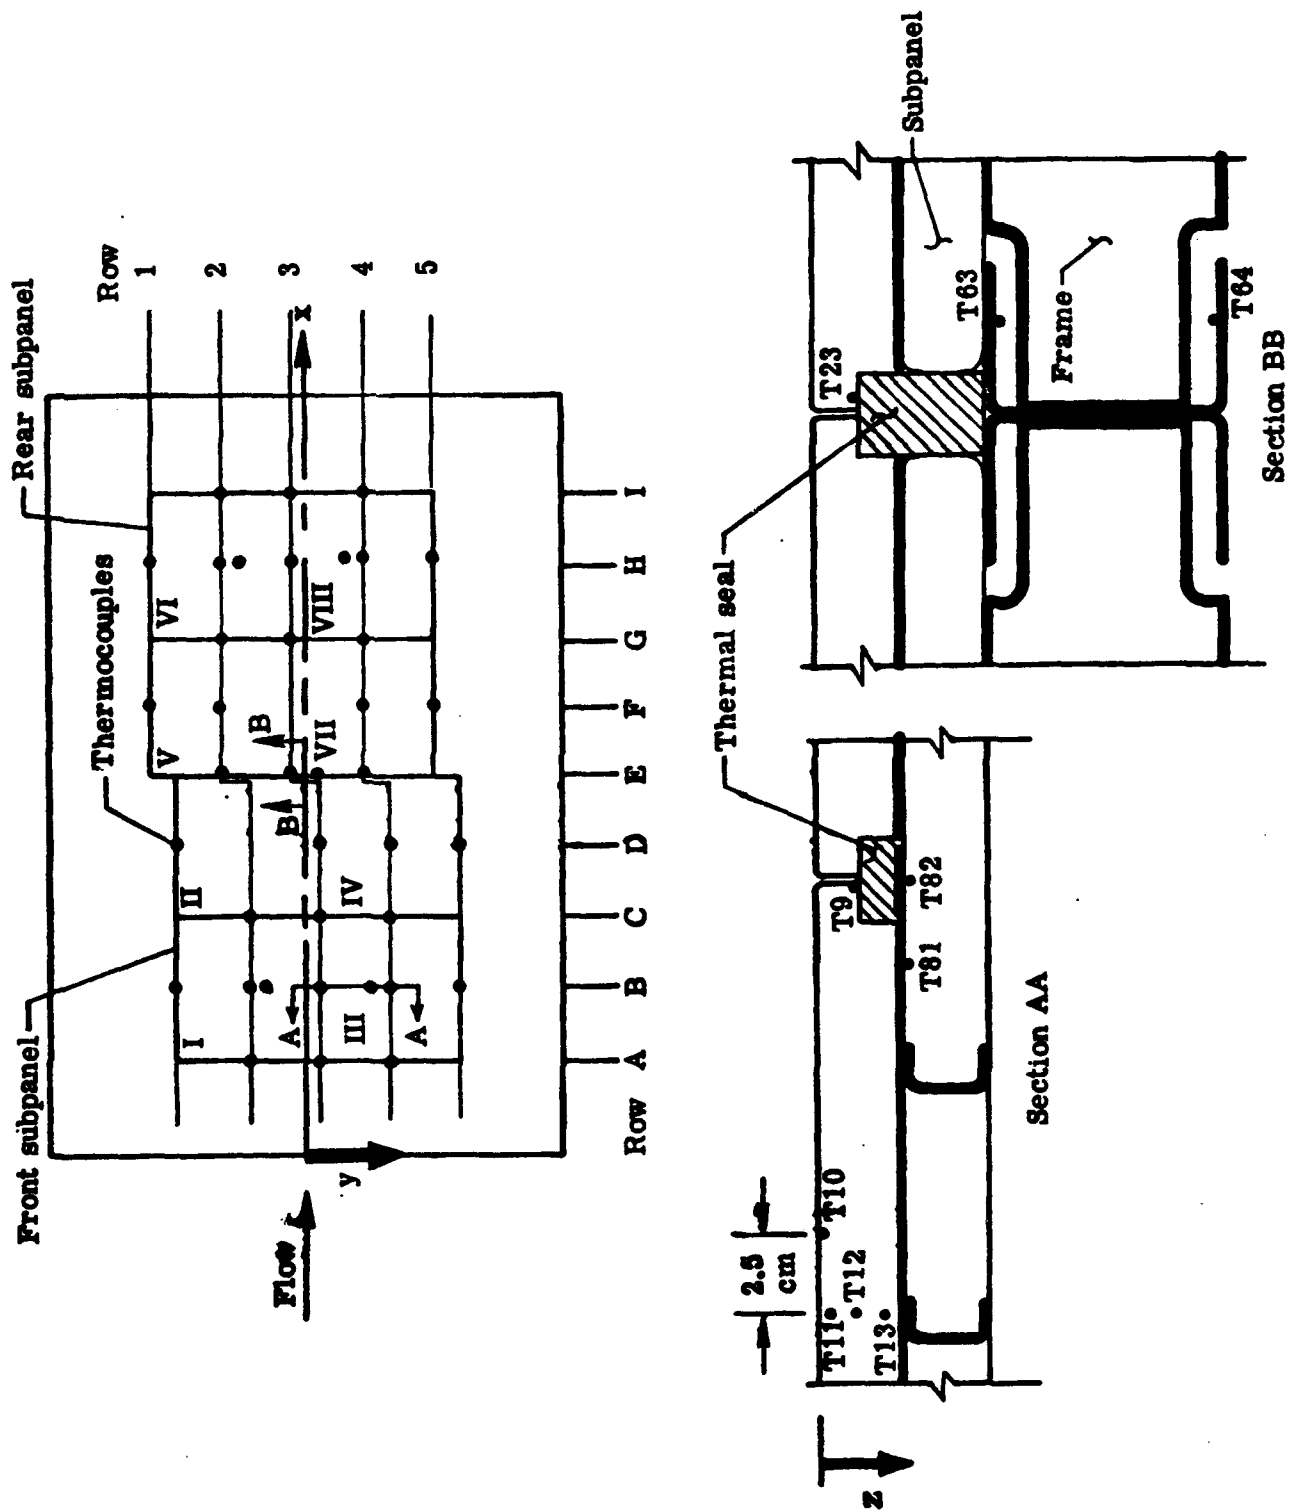 Front subpanel
Rear subpanel
Thermocouples
Row
1
2
3
4
5
I
II
III
IV
V
VI
VII
VIII
A
A
B
B
Flow
x
y
Row A B C D E F G H I
2.5
cm
T10
T11
T12
T13
T9
T81
T82
z
Section AA
Thermal seal
T23
T63
T64
Subpanel
Frame
Section BB